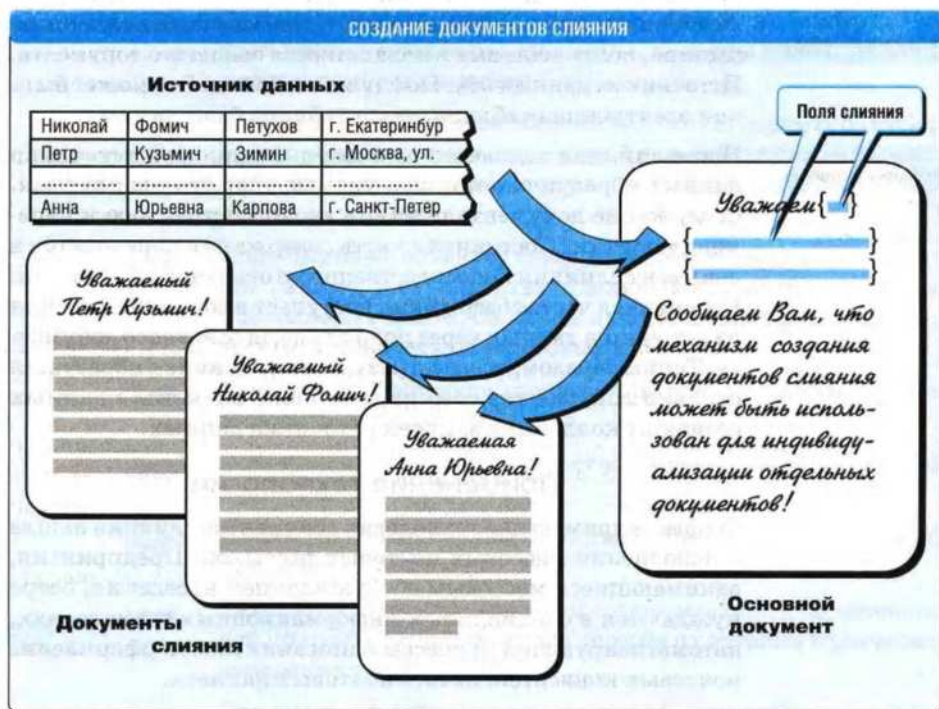 СОЗДАНИЕ ДОКУМЕНТОВ СЛИЯНИЯ
Источник данных
Николай Фомич Петухов г. Екатеринбур
Петр Кузьмич Зимин г. Москва, ул.
Анна Юрьевна Карпова г. Санкт-Петер
Поля слияния
Уважаем{ }
{ }
{ }
Сообщаем Вам, что
механизм создания
документов слияния
может быть исполь-
зован для индивиду-
ализации отдельных
документов!
Основной
документ
Уважаемый
Петр Кузьмич!
Уважаемый
Николай Фомич!
Уважаемая
Анна Юрьевна!
Документы
слияния